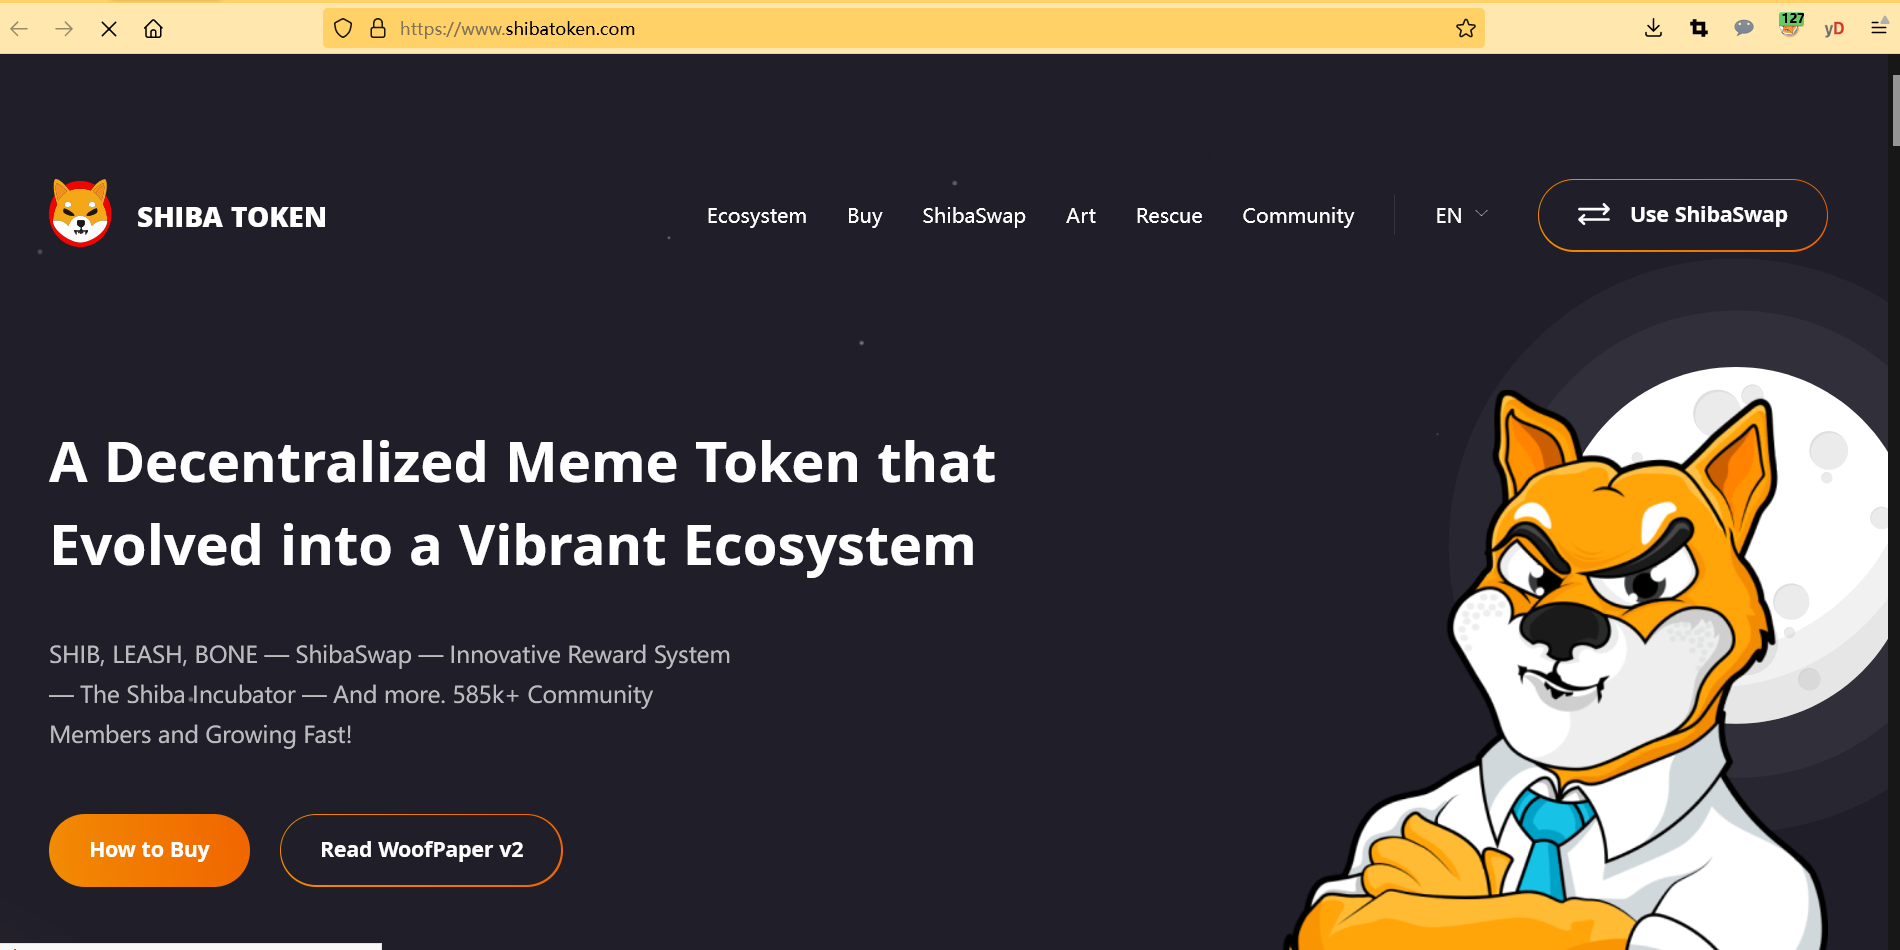 https://www.shibatoken.com
127
yD
SHIBA TOKEN
Ecosystem
Buy
ShibaSwap
Art
Rescue
Community
EN
Use ShibaSwap
A Decentralized Meme Token that
Evolved into a Vibrant Ecosystem
SHIB, LEASH, BONE — ShibaSwap — Innovative Reward System
— The Shiba Incubator — And more. 585k+ Community
Members and Growing Fast!
How to Buy
Read WoofPaper v2